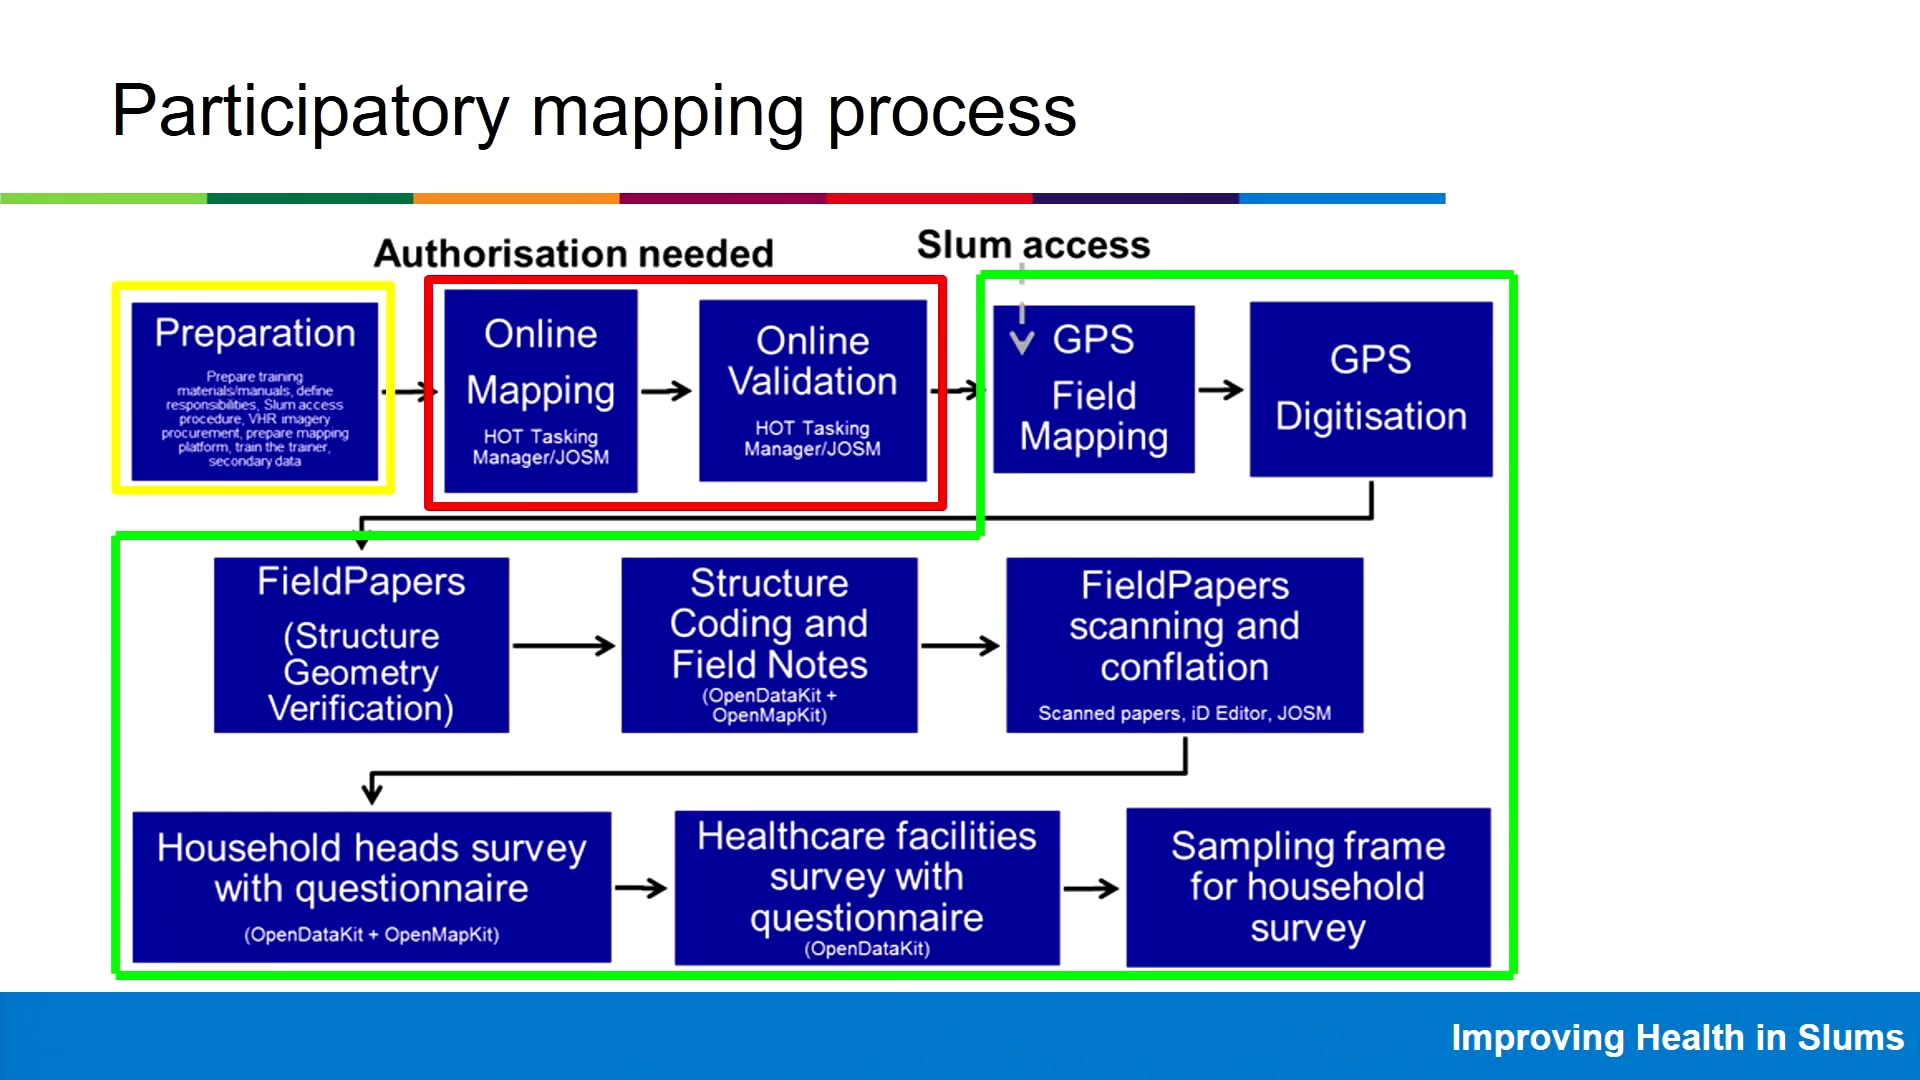 Participatory mapping process
Authorisation needed
Slum access
Preparation
Prepare training
materials/manuals, define
responsibilities, Slum access
procedure, VHR imagery
procurement, prepare mapping
platform, train the trainer,
secondary data
Online
Mapping
HOT Tasking
Manager/JOSM
Online
Validation
HOT Tasking
Manager/JOSM
GPS
Field
Mapping
GPS
Digitisation
FieldPapers
(Structure
Geometry
Verification)
Structure
Coding and
Field Notes
(OpenDataKit +
OpenMapKit)
FieldPapers
scanning and
conflation
Scanned papers, iD Editor, JOSM
Household heads survey
with questionnaire
(OpenDataKit + OpenMapKit)
Healthcare facilities
survey with
questionnaire
(OpenDataKit)
Sampling frame
for household
survey
Improving Health in Slums